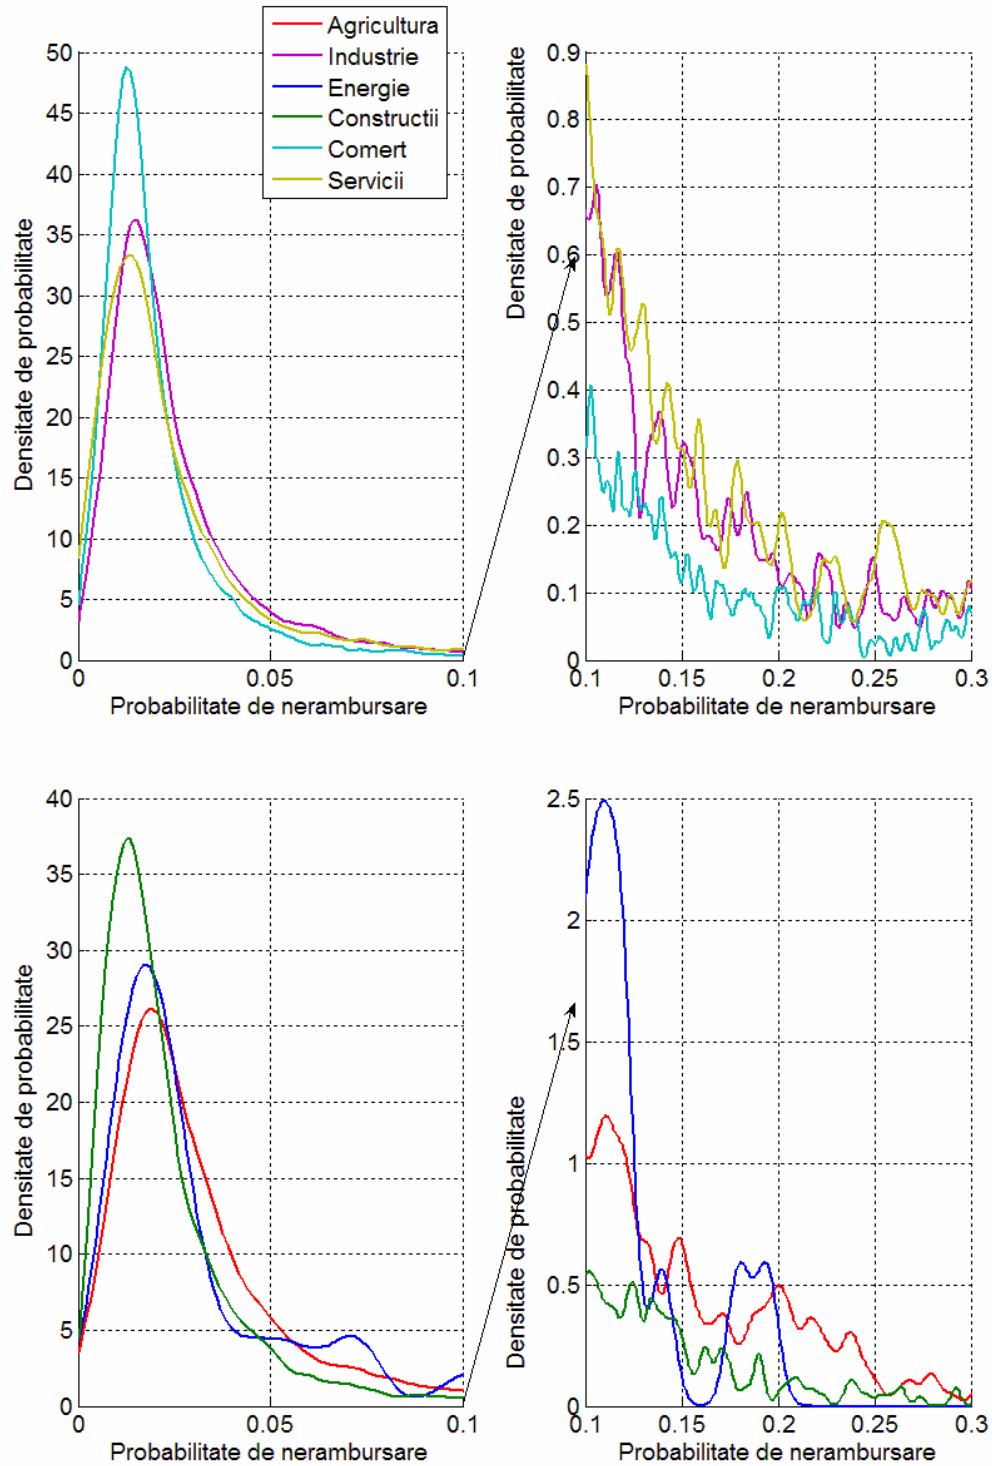 Agricultura
Industrie
Energie
Constructii
Comert
Servicii
Densitate de probabilitate
50
45
40
35
30
25
20
15
10
5
0
0 0.05 0.1
Probabilitate de nerambursare
Densitate de probabilitate
0.9
0.8
0.7
0.6
0.5
0.4
0.3
0.2
0.1
0
0.1 0.15 0.2 0.25 0.3
Probabilitate de nerambursare
Densitate de probabilitate
40
35
30
25
20
15
10
5
0
0 0.05 0.1
Probabilitate de nerambursare
Densitate de probabilitate
2.5
2
1.5
1
0.5
0
0.1 0.15 0.2 0.25 0.3
Probabilitate de nerambursare